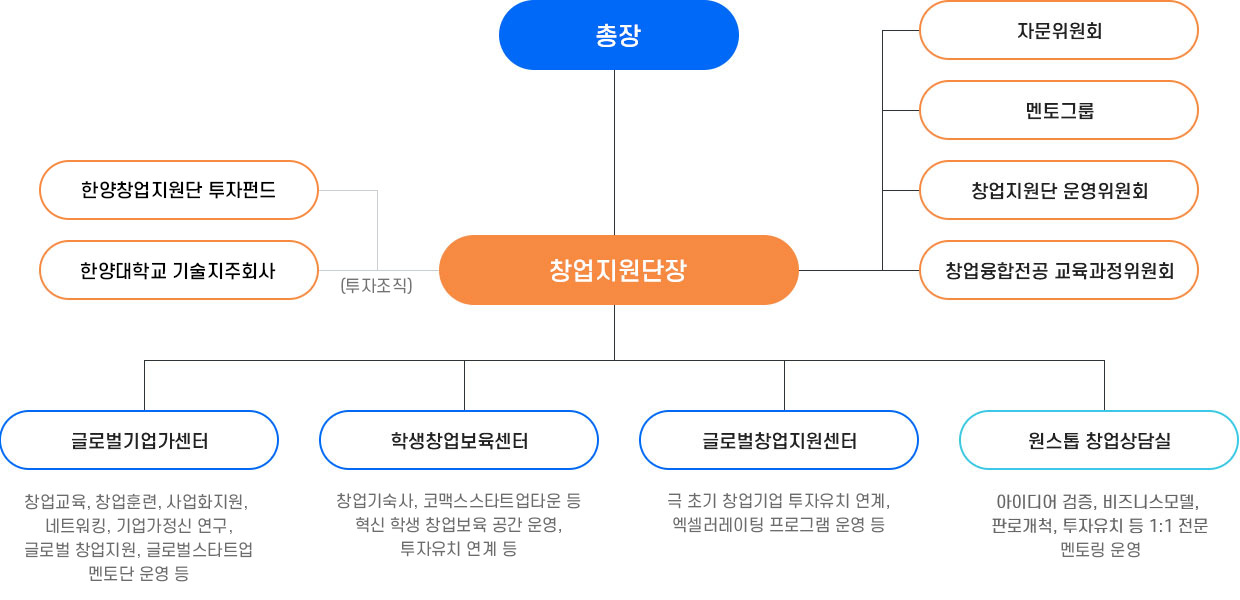 총장
자문위원회
멘토그룹
한양창업지원단 투자펀드
창업지원단 운영위원회
한양대학교 기술지주회사
(투자조직)
창업지원단장
창업융합전공 교육과정위원회
글로벌기업가센터
창업교육, 창업훈련, 사업화지원,
네트워킹, 기업가정신 연구,
글로벌 창업지원, 글로벌스타트업
멘토단 운영 등
학생창업보육센터
창업기숙사, 코맥스스타트업타운 등
혁신 학생 창업보육 공간 운영,
투자유치 연계 등
글로벌창업지원센터
극 초기 창업기업 투자유치 연계,
엑셀러레이팅 프로그램 운영 등
원스톱 창업상담실
아이디어 검증, 비즈니스모델,
판로개척, 투자유치 등 1:1 전문
멘토링 운영